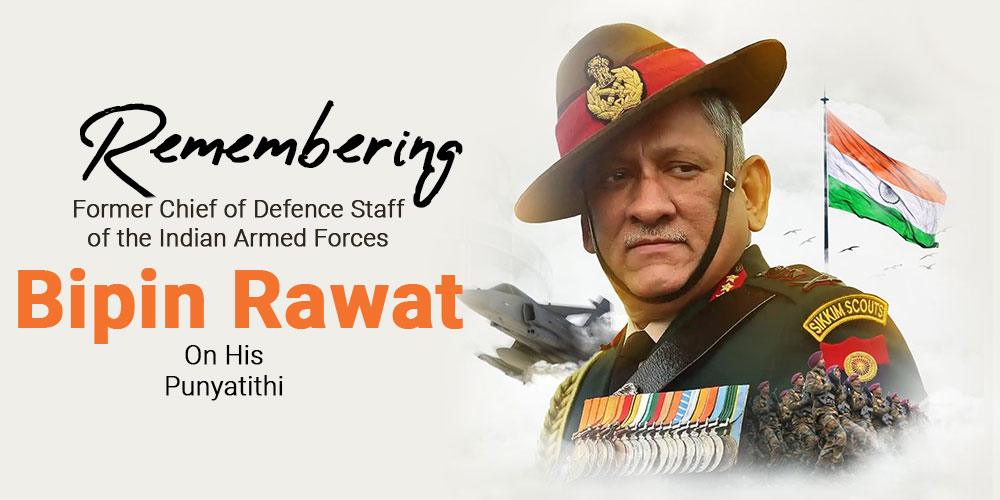 Remembering
Former Chief of Defence Staff
of the Indian Armed Forces
Bipin Rawat
On His
Punyatithi
SIKKIM SCOUTS